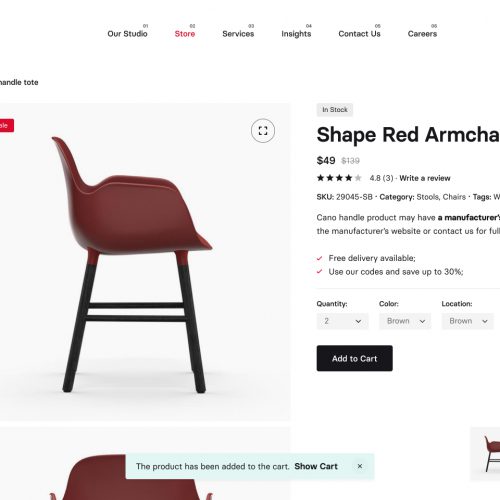 01 02 03 04 05 06
Our Studio Store Services Insights Contact Us Careers
handle tote
ale
In Stock
Shape Red Armcha
$49 $139
4.8 (3) · Write a review
SKU: 29045-SB · Category: Stools, Chairs · Tags: W
Cano handle product may have a manufacturer's
the manufacturer's website or contact us for full
Free delivery available;
Use our codes and save up to 30%;
Quantity: Color: Location:
2 Brown Brown
Add to Cart
The product has been added to the cart. Show Cart ×